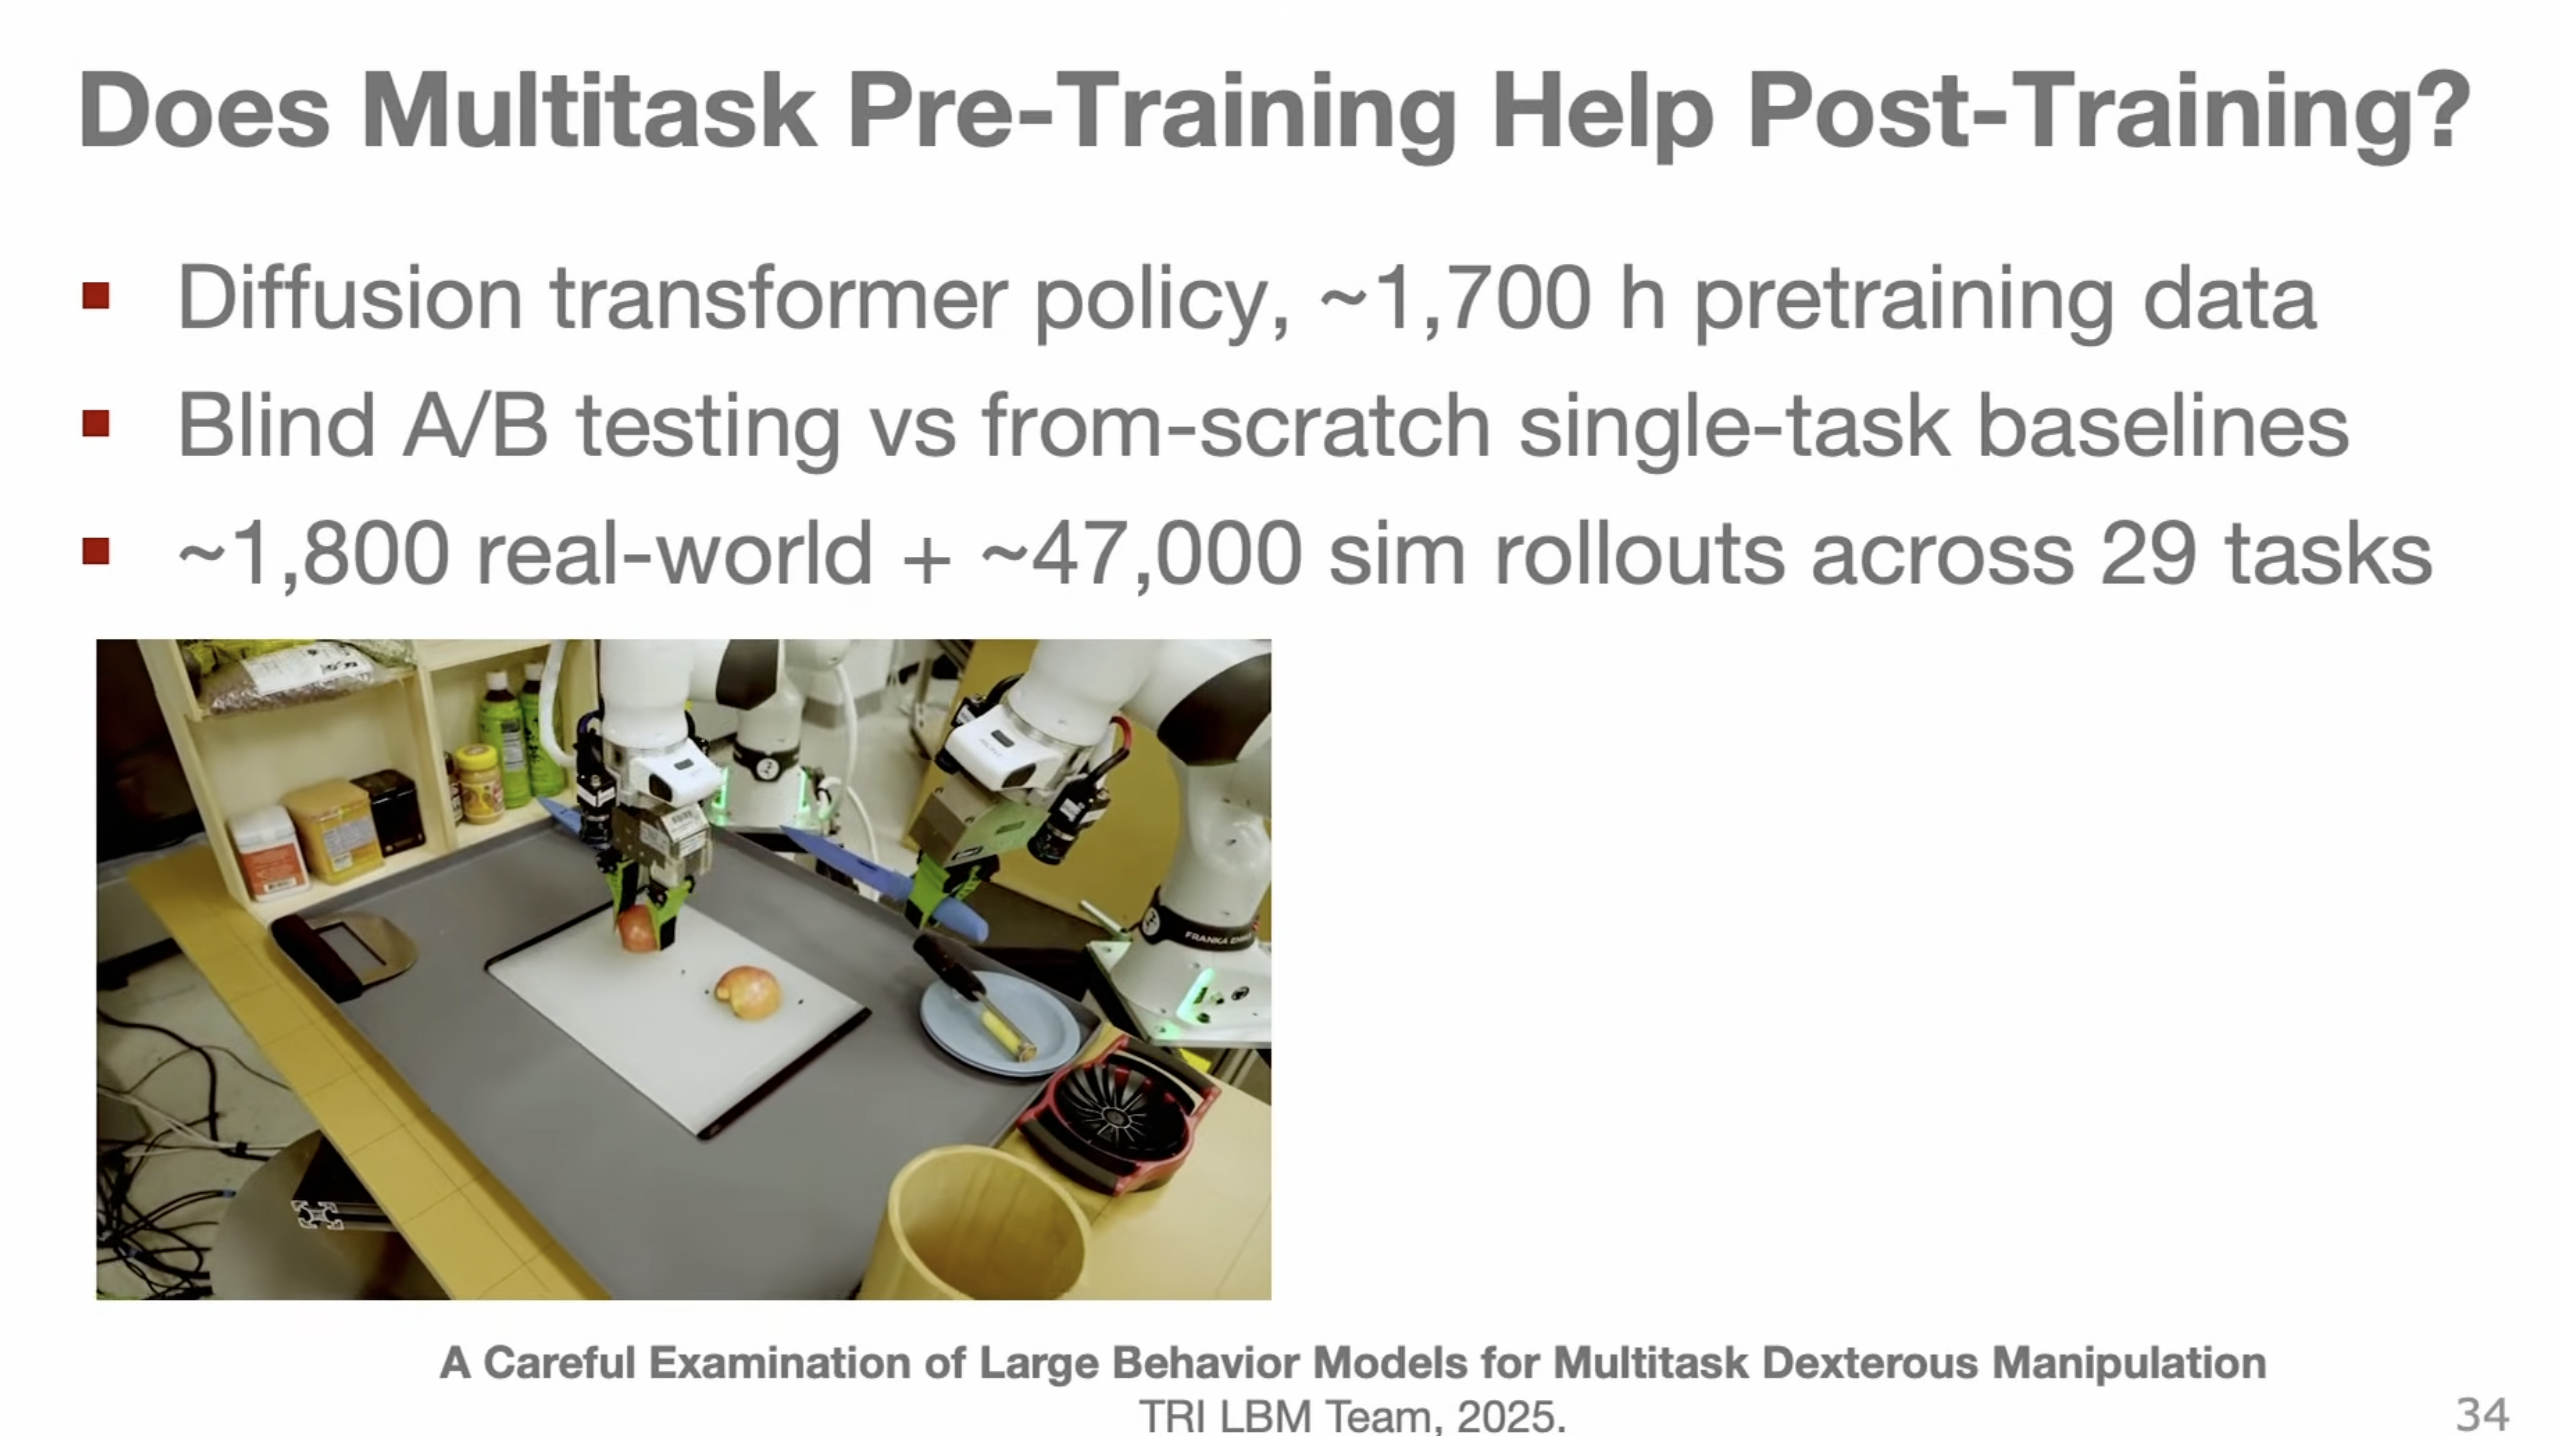 Does Multitask Pre-Training Help Post-Training?
▪ Diffusion transformer policy, ~1,700 h pretraining data
▪ Blind A/B testing vs from-scratch single-task baselines
▪ ~1,800 real-world + ~47,000 sim rollouts across 29 tasks
A Careful Examination of Large Behavior Models for Multitask Dexterous Manipulation
TRI LBM Team, 2025.
34